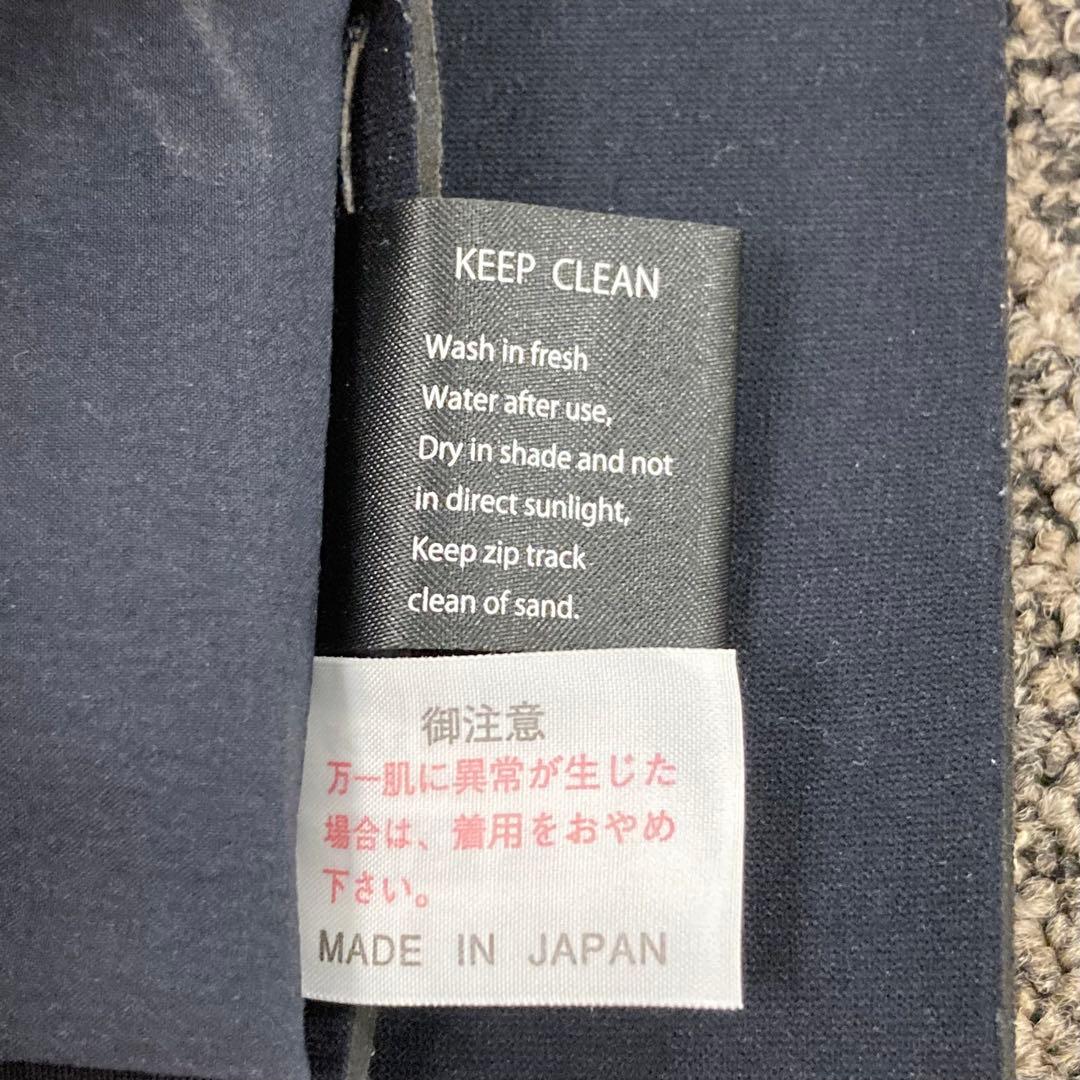 KEEP CLEAN
Wash in fresh
Water after use,
Dry in shade and not
in direct sunlight,
Keep zip track
clean of sand.
御注意
万一肌に異常が生じた
場合は、着用をおやめ
下さい。
MADE IN JAPAN